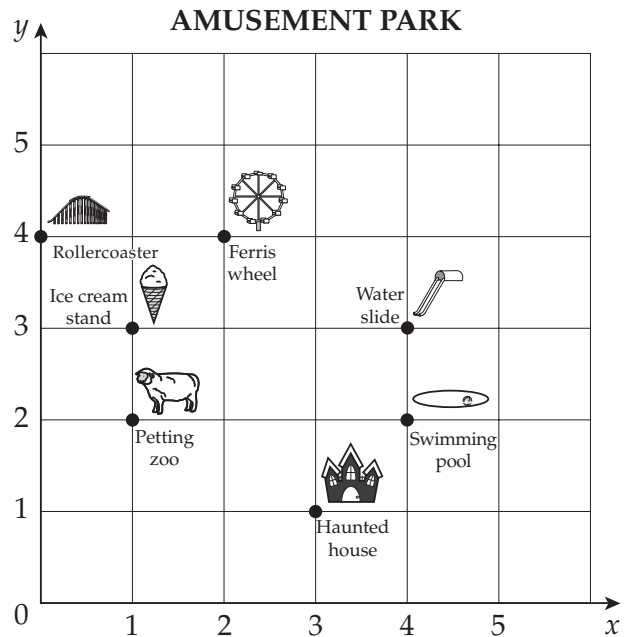 AMUSEMENT PARK
y
5
4
Rollercoaster
Ferris
wheel
Ice cream
stand
Water
slide
3
2
Petting
zoo
Swimming
pool
1
Haunted
house
0
1 2 3 4 5 x